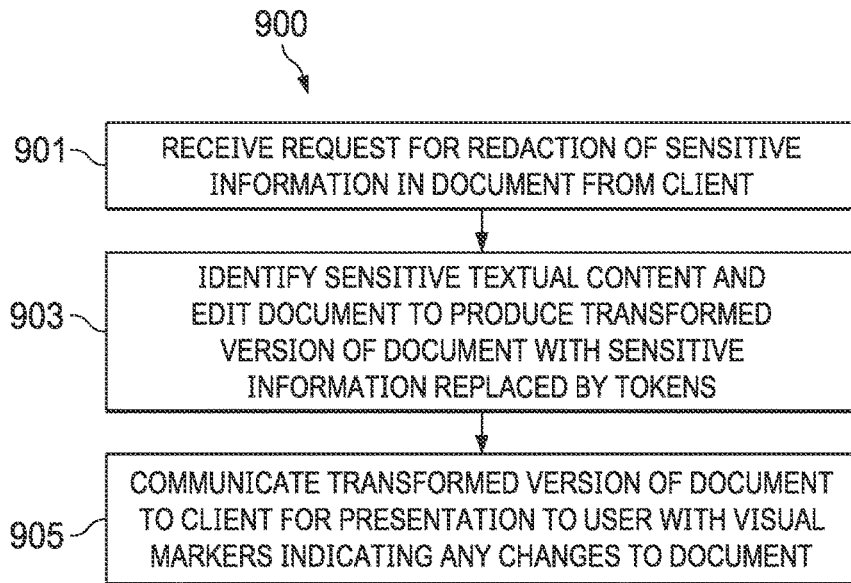 900
901
RECEIVE REQUEST FOR REDACTION OF SENSITIVE
INFORMATION IN DOCUMENT FROM CLIENT
903
IDENTIFY SENSITIVE TEXTUAL CONTENT AND
EDIT DOCUMENT TO PRODUCE TRANSFORMED
VERSION OF DOCUMENT WITH SENSITIVE
INFORMATION REPLACED BY TOKENS
905
COMMUNICATE TRANSFORMED VERSION OF DOCUMENT
TO CLIENT FOR PRESENTATION TO USER WITH VISUAL
MARKERS INDICATING ANY CHANGES TO DOCUMENT